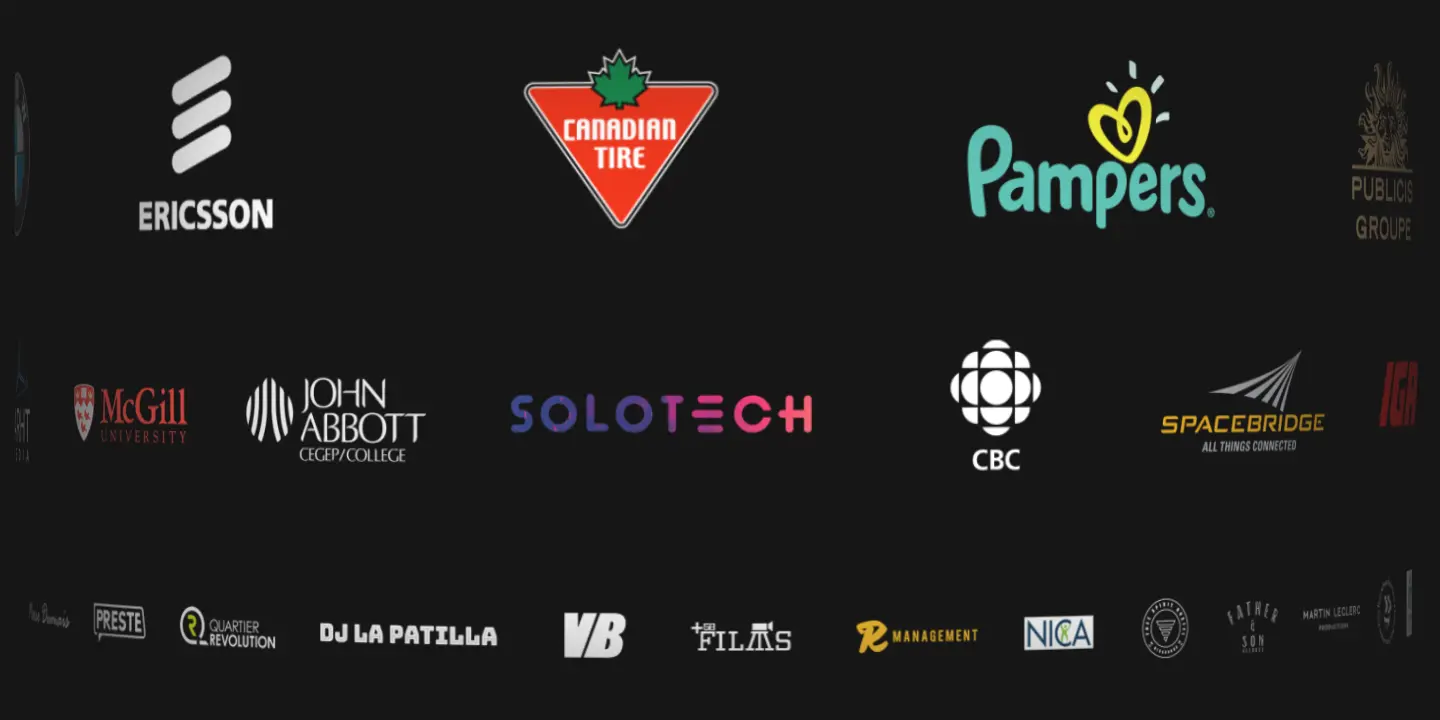 ERICSSON
CANADIAN
TIRE
Pampers®
PUBLICIS
GROUPE
McGill
UNIVERSITY
JOHN
ABBOTT
CEGEP/COLLEGE
SOLOTECH
CBC
SPACEBRIDGE
ALL THINGS CONNECTED
IGA
PRESTE
QUARTIER
REVOLUTION
DJ LA PATILLA
VB
FILMS
R MANAGEMENT
NICA
FATHER
&
SON
MARTIN LECLERC